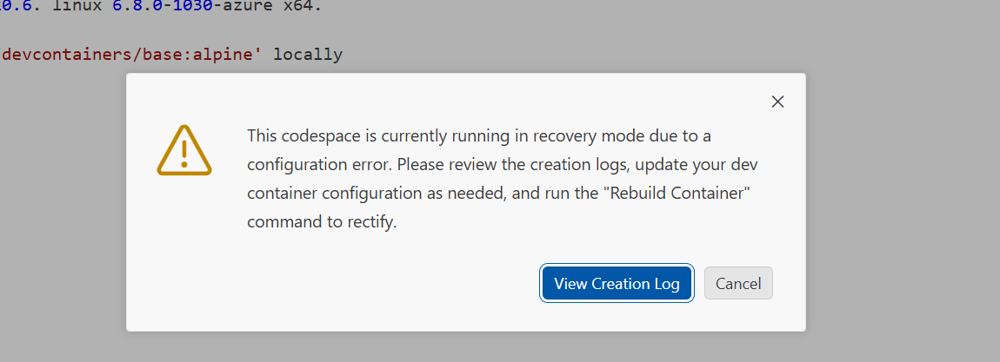 20.6. linux 6.8.0-1030-azure x64.
'devcontainers/base:alpine' locally
This codespace is currently running in recovery mode due to a
configuration error. Please review the creation logs, update your dev
container configuration as needed, and run the "Rebuild Container"
command to rectify.
View Creation Log
Cancel